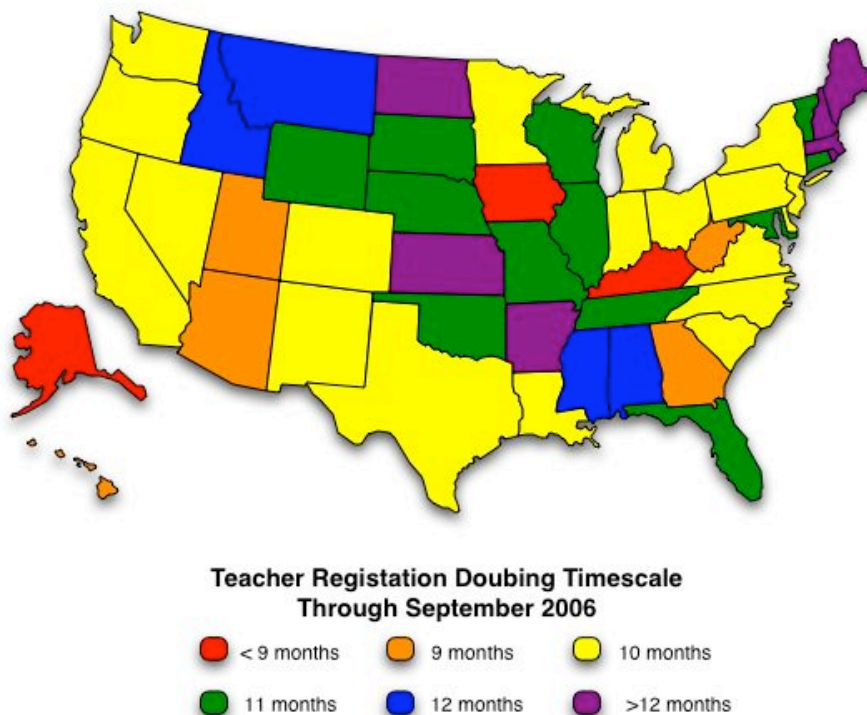 Teacher Registation Doubing Timescale
Through September 2006
< 9 months
9 months
10 months
11 months
12 months
>12 months